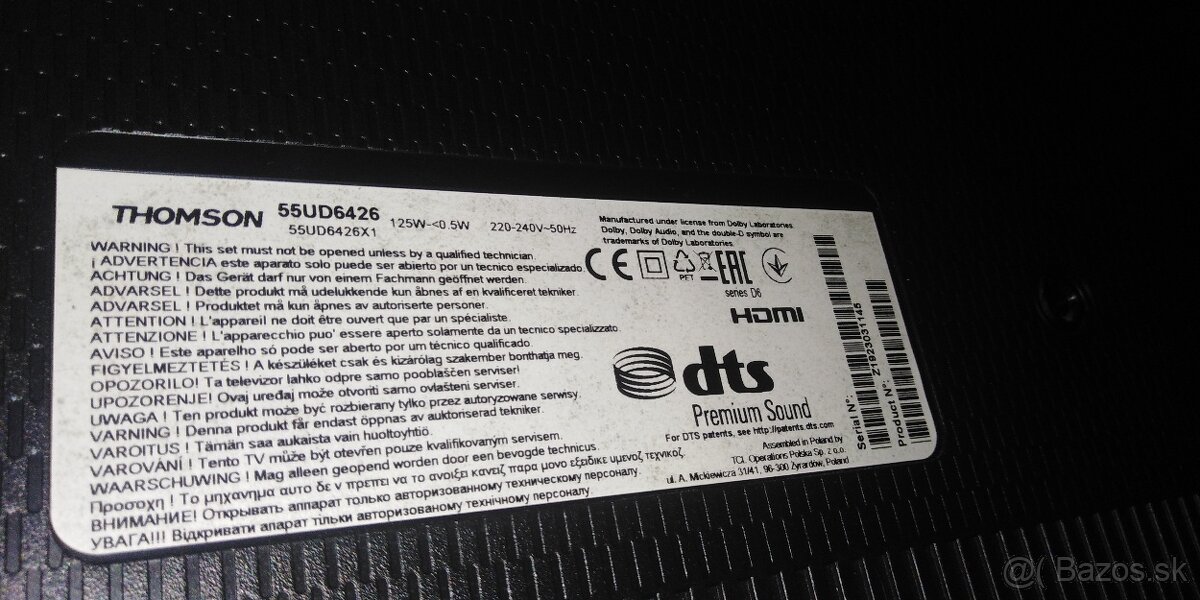 THOMSON 55UD6426
55UD6426X1
125W~<0.5W 220-240V~50Hz
WARNING ! This set must not be opened unless by a qualified technician.
¡ ADVERTENCIA este aparato solo puede ser abierto por un tecnico especializado.
ACHTUNG ! Das Gerät darf nur von einem Fachmann geöffnet werden.
ADVARSEL ! Dette produkt må udelukkende kun åbnes af en kvalificeret tekniker.
ADVARSEL ! Produktet må kun åpnes av autoriserte personer.
ATTENTION ! L'appareil ne doit être ouvert que par un spécialiste.
ATTENZIONE ! L'apparecchio puo' essere aperto solamente da un tecnico specializzato.
AVISO ! Este aparelho só pode ser aberto por um técnico qualificado.
FIGYELMEZTETÉS ! A készüléket csak és kizárólag szakember bonthatja meg.
OPOZORILO! Ta televizor lahko odpre samo pooblaščen serviser!
UPOZORENJE! Ovaj uređaj može otvoriti samo ovlašteni serviser.
UWAGA ! Ten produkt może być rozbierany tylko przez autoryzowane serwisy.
VARNING ! Denna produkt får endast öppnas av auktoriserad tekniker.
VAROITUS ! Tämän saa aukaista vain huoltoyhtiö.
VAROVÁNÍ ! Tento TV může být otevřen pouze kvalifikovaným servisem.
WAARSCHUWING ! Mag alleen geopend worden door een bevoegde technicus.
Προσοχη ! Το μηχανημα αυτο δε ν πρεπει να το ανοιξει κανεiζ παρα μονο εξειδικε υμενοζ τεχνικοζ.
ВНИМАНИЕ! Открывать аппарат только авторизованному техническому персоналу.
УВАГА!!! Відкривати апарат тільки авторизованному технічному персоналу.
Manufactured under license from Dolby Laboratories.
Dolby, Dolby Audio, and the double-D symbol are
trademarks of Dolby Laboratories.
CE PET EAC
series D6
HDMI
dts
Premium Sound
For DTS patents, see http://patents.dts.com
Assembled in Poland by
TCL Operations Polska Sp. z o.o.
ul. A. Mickiewicza 31/41, 96-300 Żyrardów, Poland
Serial N°:
Z1923031145
Product N°:
@( Bazos.sk